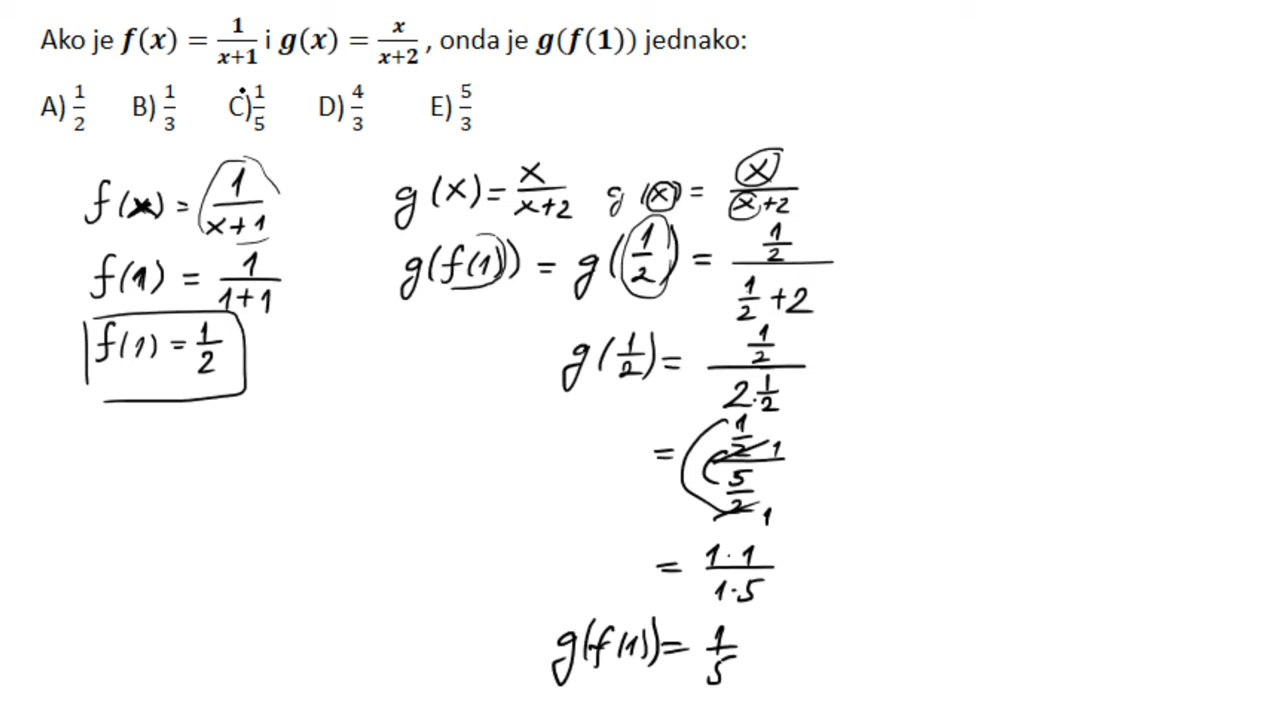 Ako je f(x) = 1/(x+1) i g(x) = x/(x+2), onda je g(f(1)) jednako:
A) 1/2 B) 1/3 C) 1/5 D) 4/3 E) 5/3
f(x) = 1/(x+1)
f(1) = 1/(1+1)
f(1) = 1/2
g(x) = x/(x+2) g(x) = x/(x+2)
g(f(1)) = g(1/2) = (1/2)/(1/2+2)
g(1/2) = (1/2)/(2·1/2)
= (1/2)/(5/2) 1 1
= (1·1)/(1·5)
g(f(1)) = 1/5